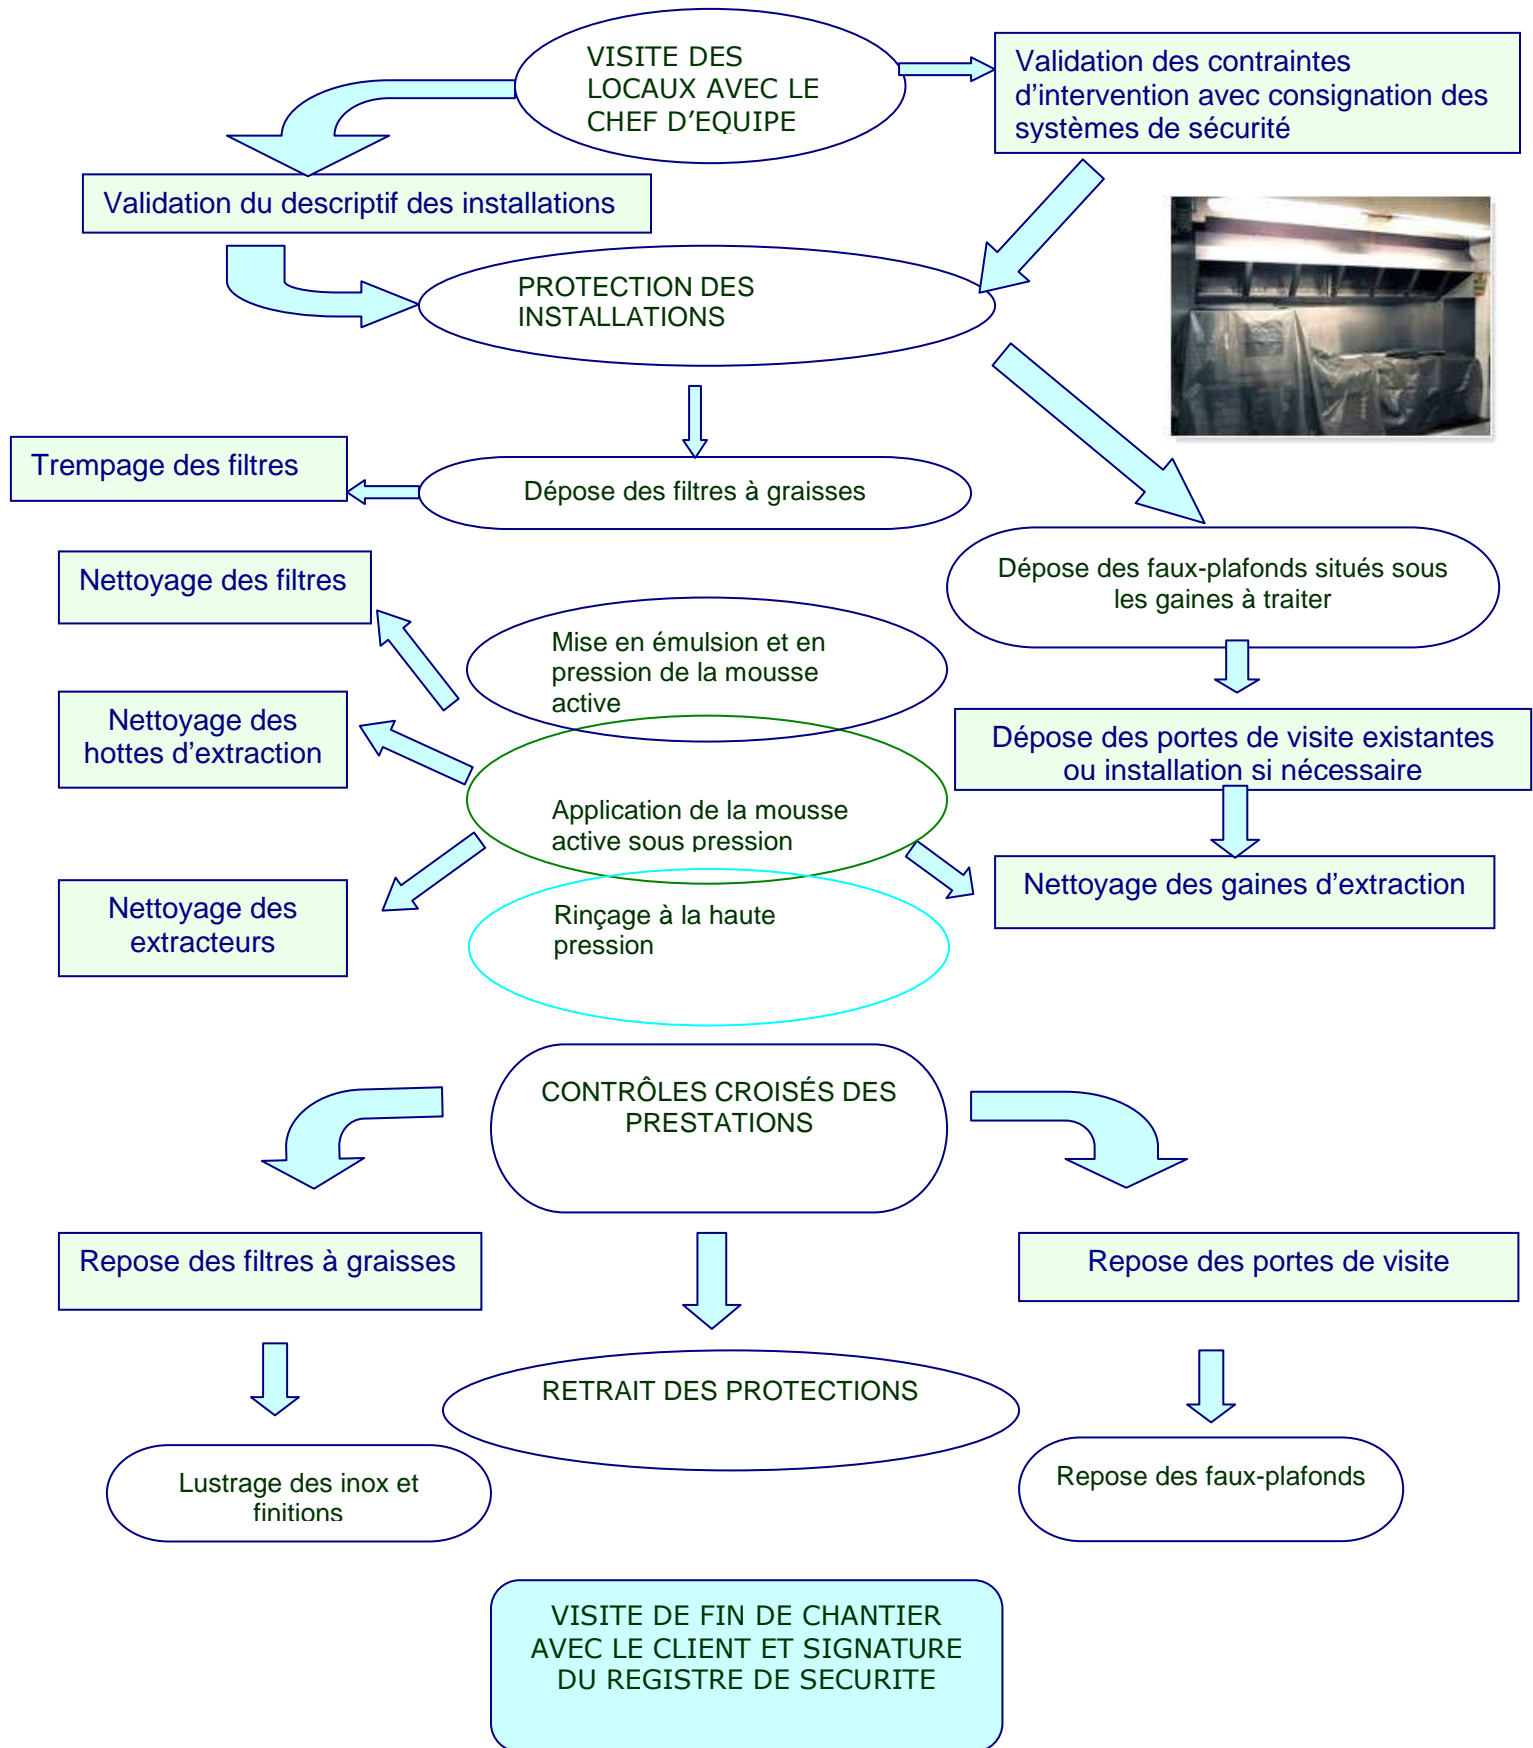 VISITE DES
LOCAUX AVEC LE
CHEF D’EQUIPE
Validation des contraintes
d'intervention avec consignation des
systèmes de sécurité
Validation du descriptif des installations
PROTECTION DES
INSTALLATIONS
Trempage des filtres
Dépose des filtres à graisses
Nettoyage des filtres
Dépose des faux-plafonds situés sous
les gaines à traiter
Mise en émulsion et en
pression de la mousse
active
Nettoyage des
hottes d’extraction
Dépose des portes de visite existantes
ou installation si nécessaire
Application de la mousse
active sous pression
Nettoyage des gaines d’extraction
Nettoyage des
extracteurs
Rinçage à la haute
pression
CONTRÔLES CROISÉS DES
PRESTATIONS
Repose des filtres à graisses
Repose des portes de visite
RETRAIT DES PROTECTIONS
Lustrage des inox et
finitions
Repose des faux-plafonds
VISITE DE FIN DE CHANTIER
AVEC LE CLIENT ET SIGNATURE
DU REGISTRE DE SECURITE